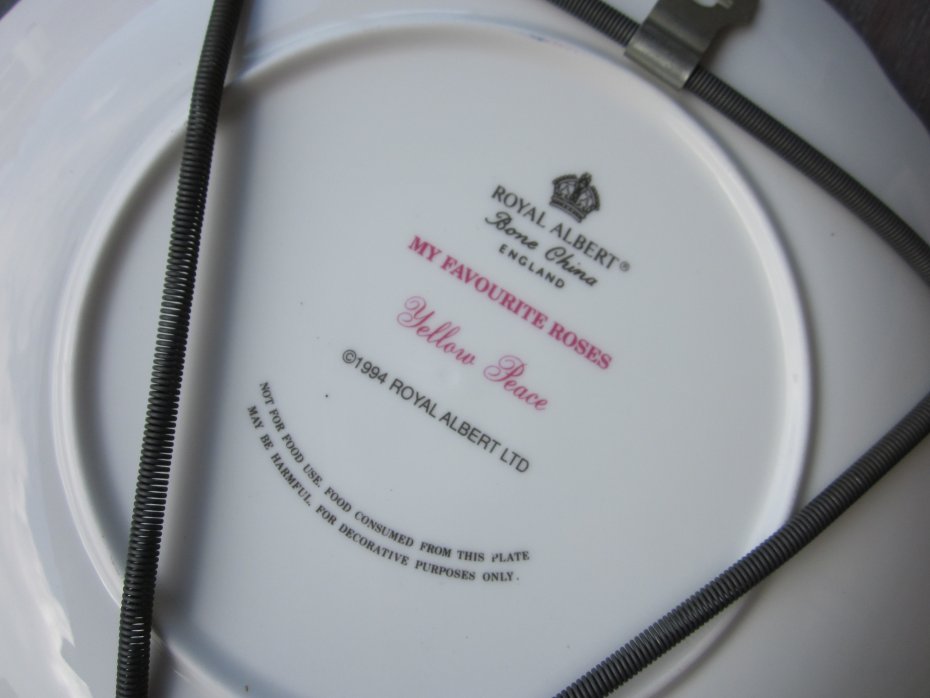 ROYAL ALBERT®
Bone China
ENGLAND
MY FAVOURITE ROSES
Yellow Peace
©1994 ROYAL ALBERT LTD
NOT FOR FOOD USE. FOOD CONSUMED FROM THIS PLATE
MAY BE HARMFUL. FOR DECORATIVE PURPOSES ONLY.